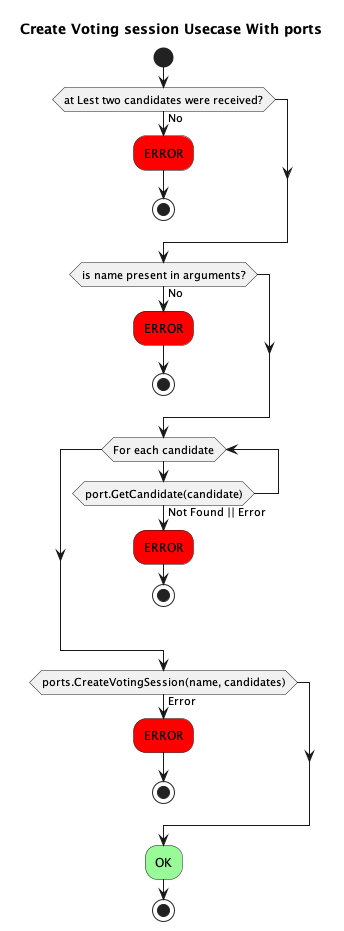 Create Voting session Usecase With ports
at Lest two candidates were received?
No
ERROR
is name present in arguments?
No
ERROR
For each candidate
port.GetCandidate(candidate)
Not Found || Error
ERROR
ports.CreateVotingSession(name, candidates)
Error
ERROR
OK